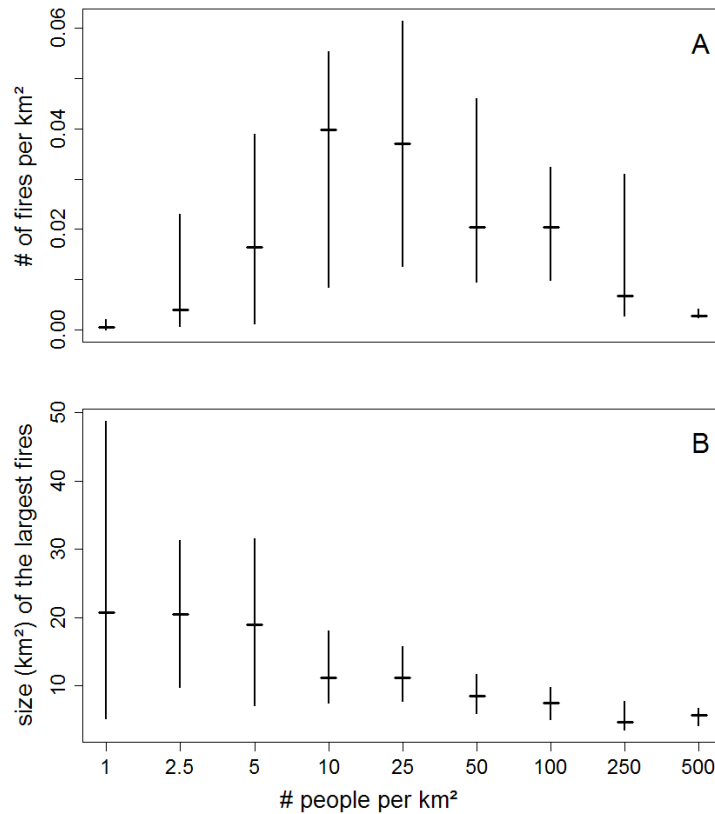 A
# of fires per km²
0.06
0.04
0.02
0.00
B
size (km²) of the largest fires
50
40
30
20
10
1 2.5 5 10 25 50 100 250 500
# people per km²